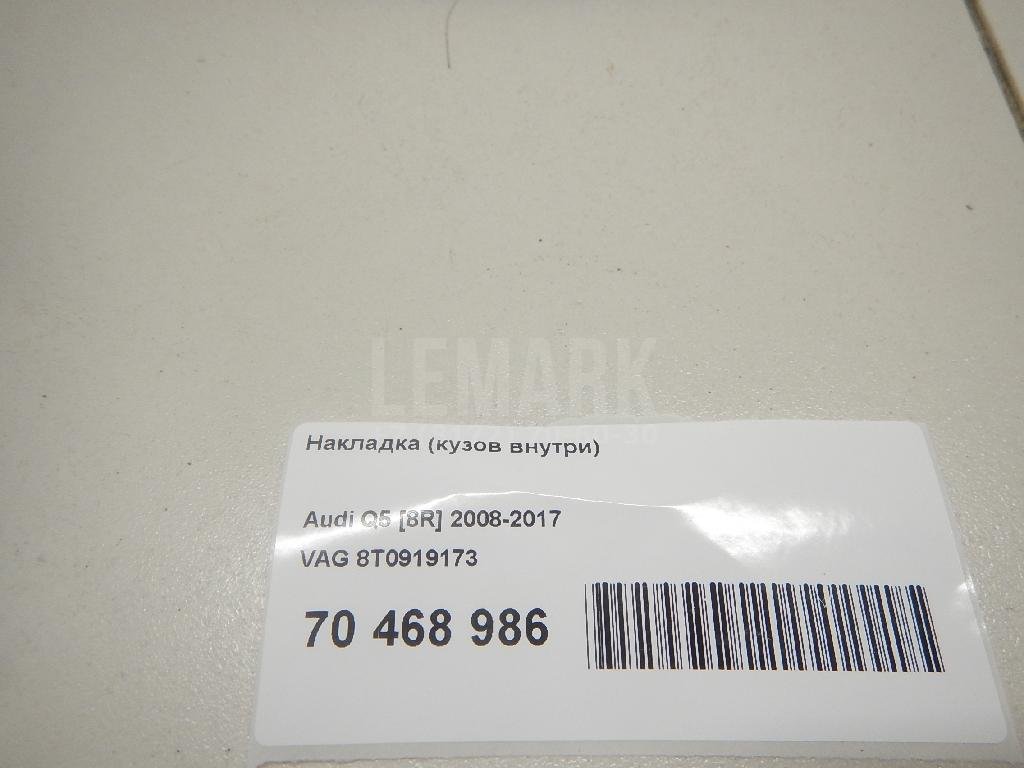 LEMARK
Накладка (кузов внутри)
Audi Q5 [8R] 2008-2017
VAG 8T0919173
70 468 986